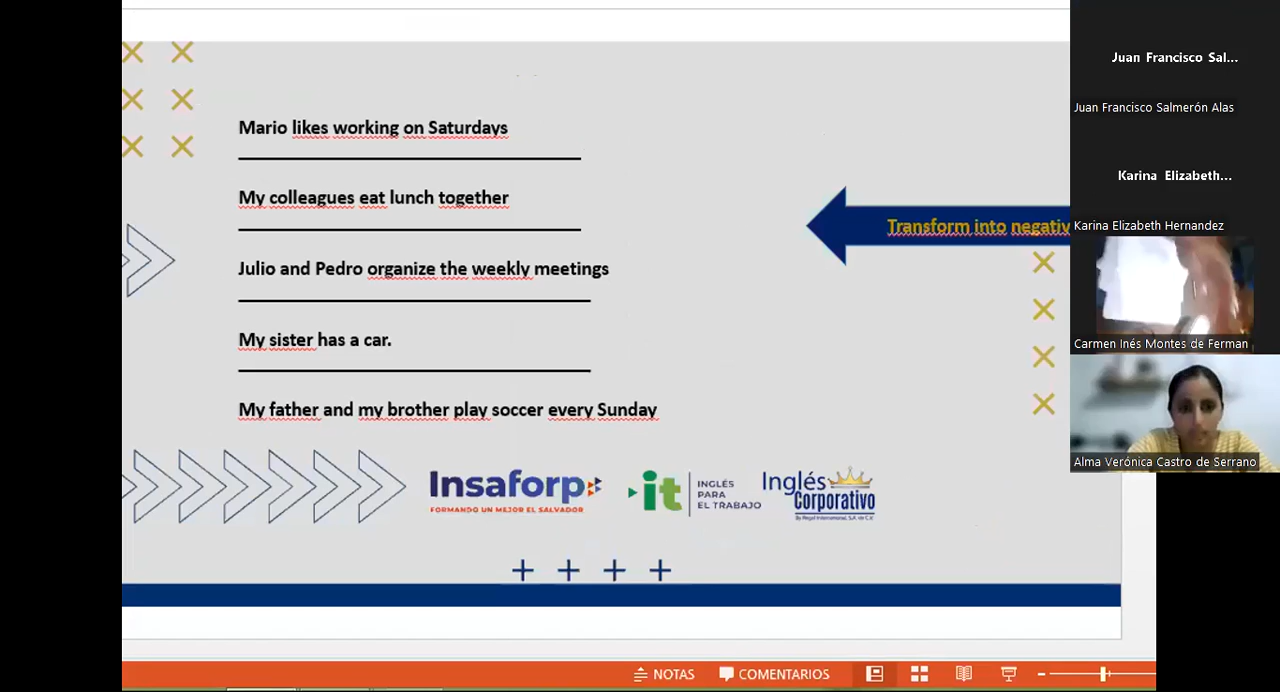 Mario likes working on Saturdays
My colleagues eat lunch together
Julio and Pedro organize the weekly meetings
My sister has a car.
My father and my brother play soccer every Sunday
Transform into negativ
Insaforp
FORMANDO UN MEJOR EL SALVADOR
it
INGLÉS
PARA
EL TRABAJO
Inglés
Corporativo
Juan Francisco Sal...
Juan Francisco Salmerón Alas
Karina Elizabeth...
Karina Elizabeth Hernandez
Carmen Inés Montes de Ferman
Alma Verónica Castro de Serrano
NOTAS
COMENTARIOS